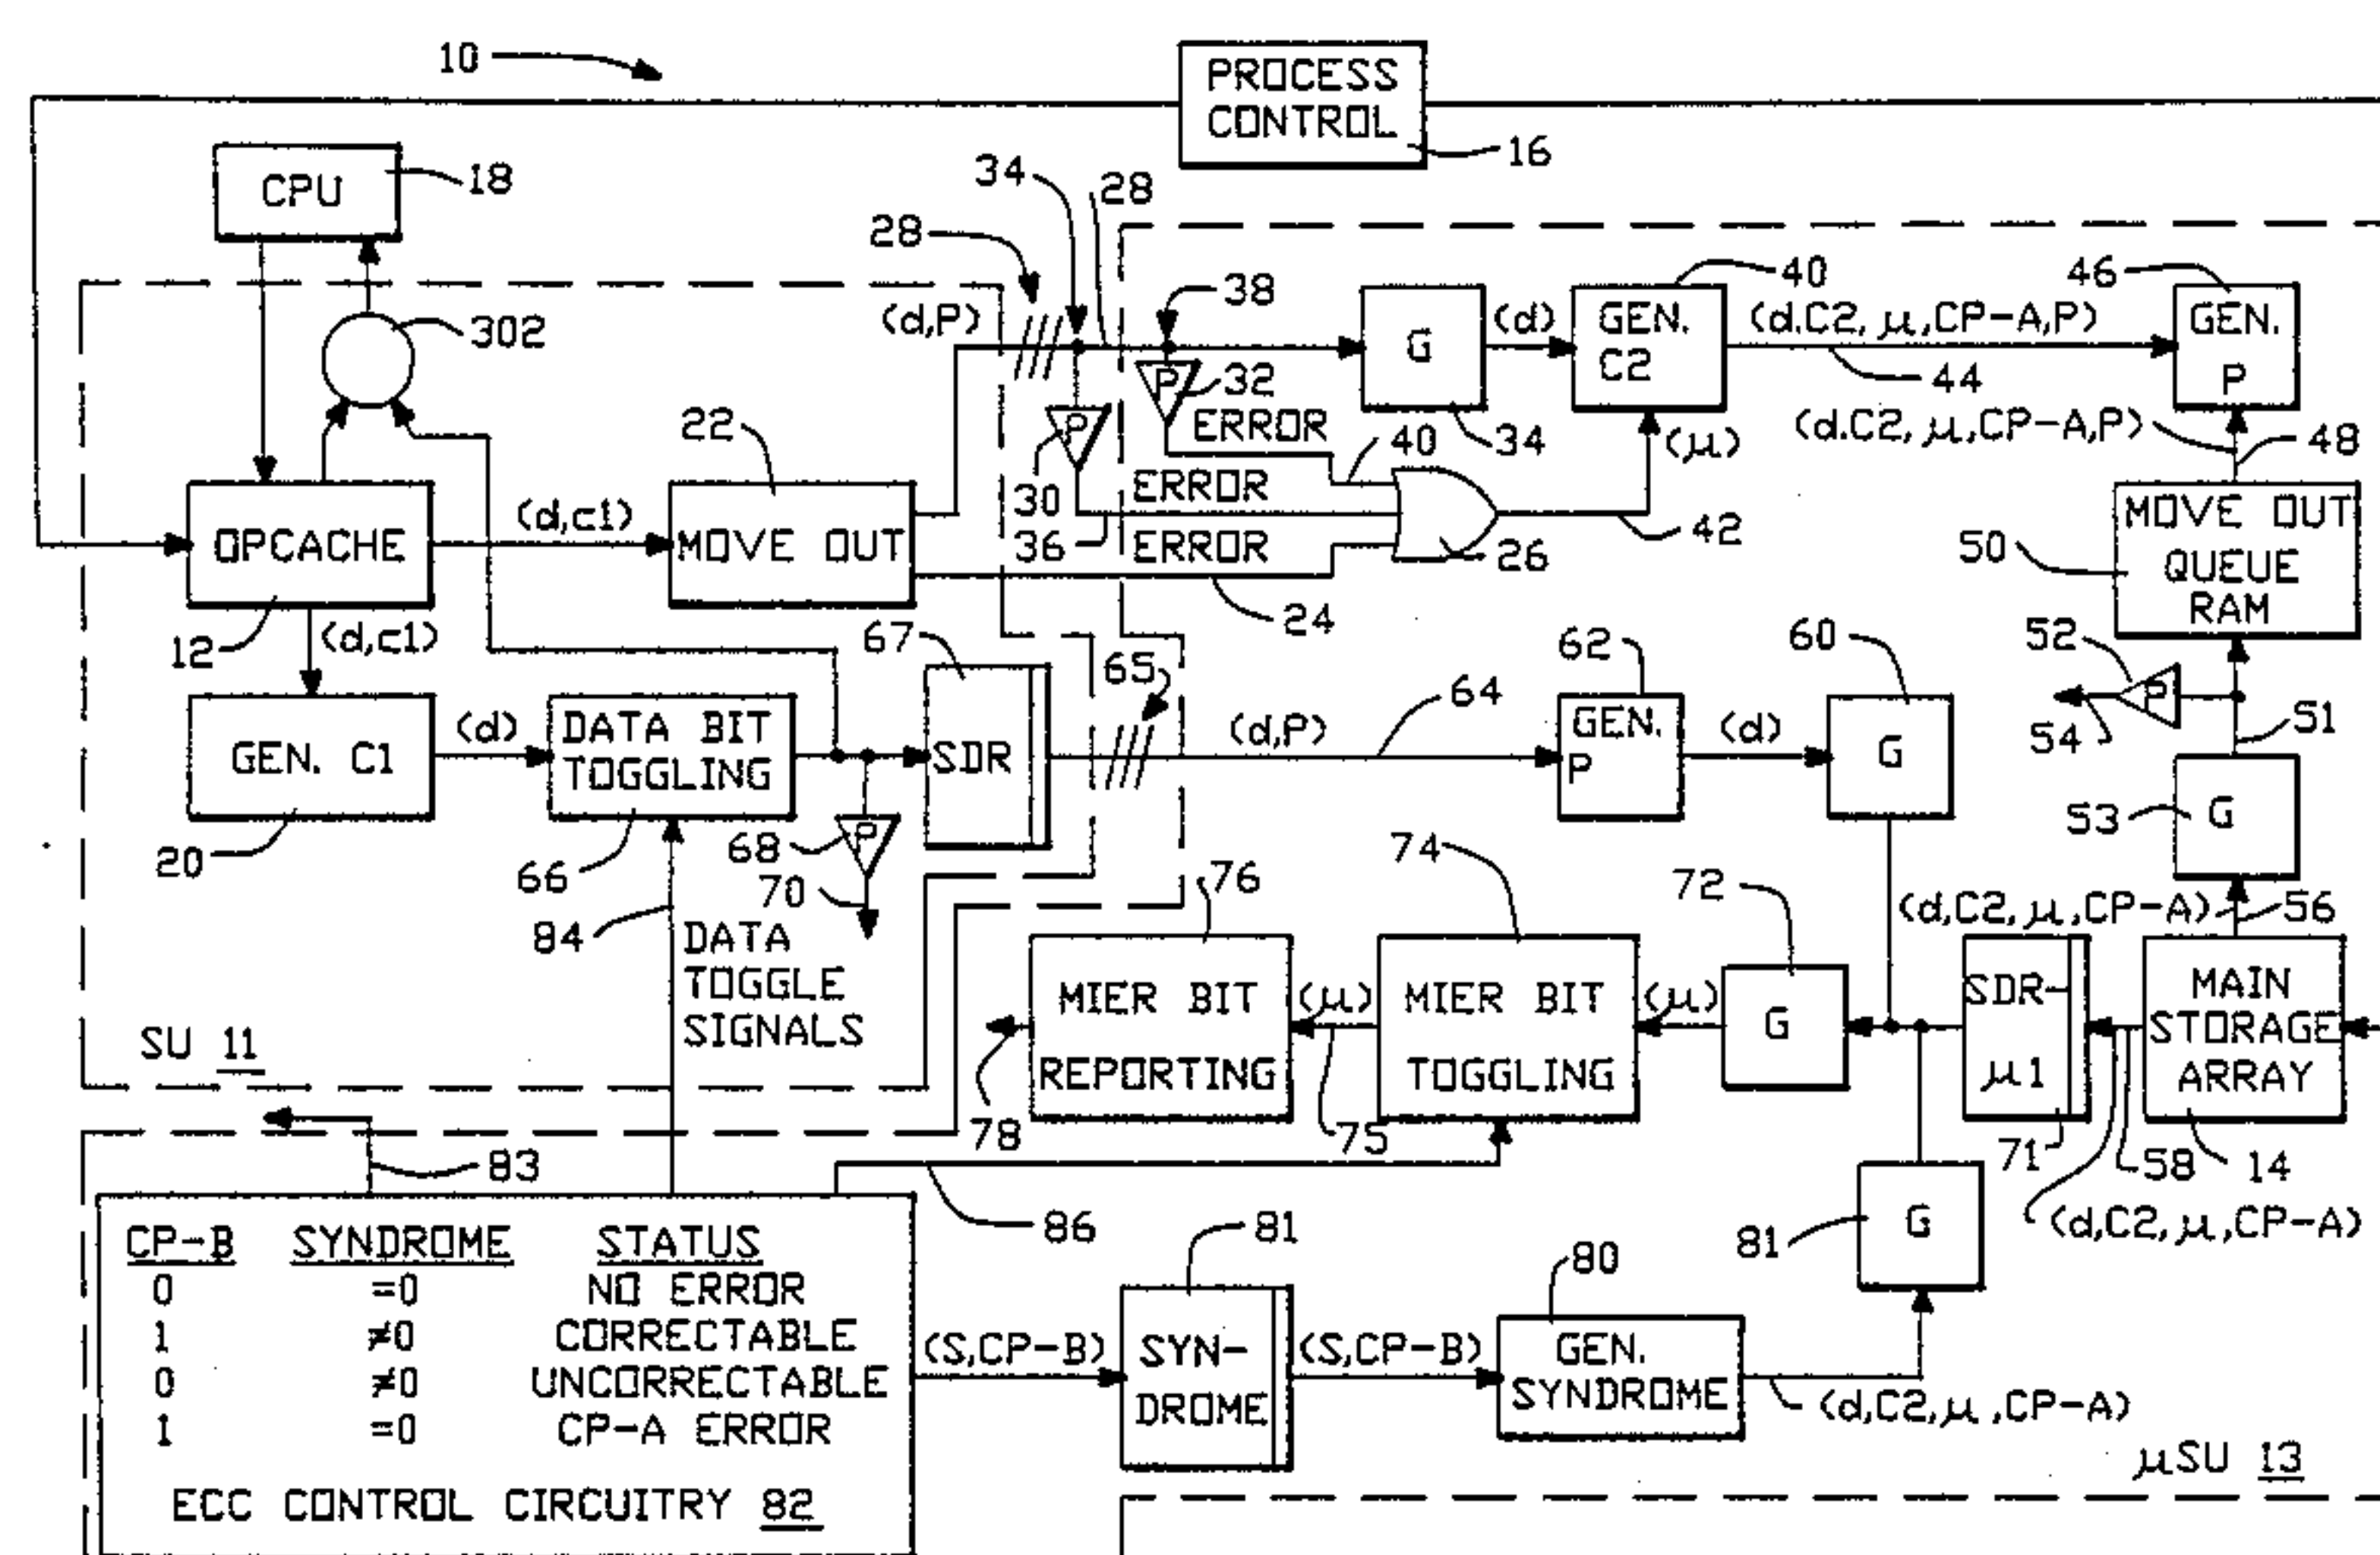 10
PROCESS
CONTROL
16
CPU
18
34
28
28
302
(d,P)
38
G
34
(d)
40
GEN.
C2
(d.C2, μ,CP-A,P)
44
46
GEN.
P
P
32
ERROR
40
P
30
ERROR
36
ERROR
(μ)
42
26
24
(d.C2, μ,CP-A,P)
48
22
MOVE OUT
(d,c1)
OPCACHE
12
(d,c1)
MOVE OUT
QUEUE
RAM
50
52
P
54
51
G
53
GEN. C1
20
(d)
DATA BIT
TOGGLING
66
67
SDR
P
68
70
65
(d,P)
64
62
GEN.
P
(d)
60
G
84
DATA
TOGGLE
SIGNALS
SU 11
76
MIER BIT
REPORTING
78
(μ)
75
74
MIER BIT
TOGGLING
(μ)
72
G
(d,C2, μ,CP-A)
56
SDR-
μ1
71
MAIN
STORAGE
ARRAY
14
58
(d,C2, μ,CP-A)
83
86
CP-B SYNDROME STATUS
0 =0 NO ERROR
1 ≠0 CORRECTABLE
0 ≠0 UNCORRECTABLE
1 =0 CP-A ERROR
ECC CONTROL CIRCUITRY 82
(S,CP-B)
81
SYN-
DROME
(S,CP-B)
80
GEN.
SYNDROME
(d,C2,μ,CP-A)
81
G
μSU 13